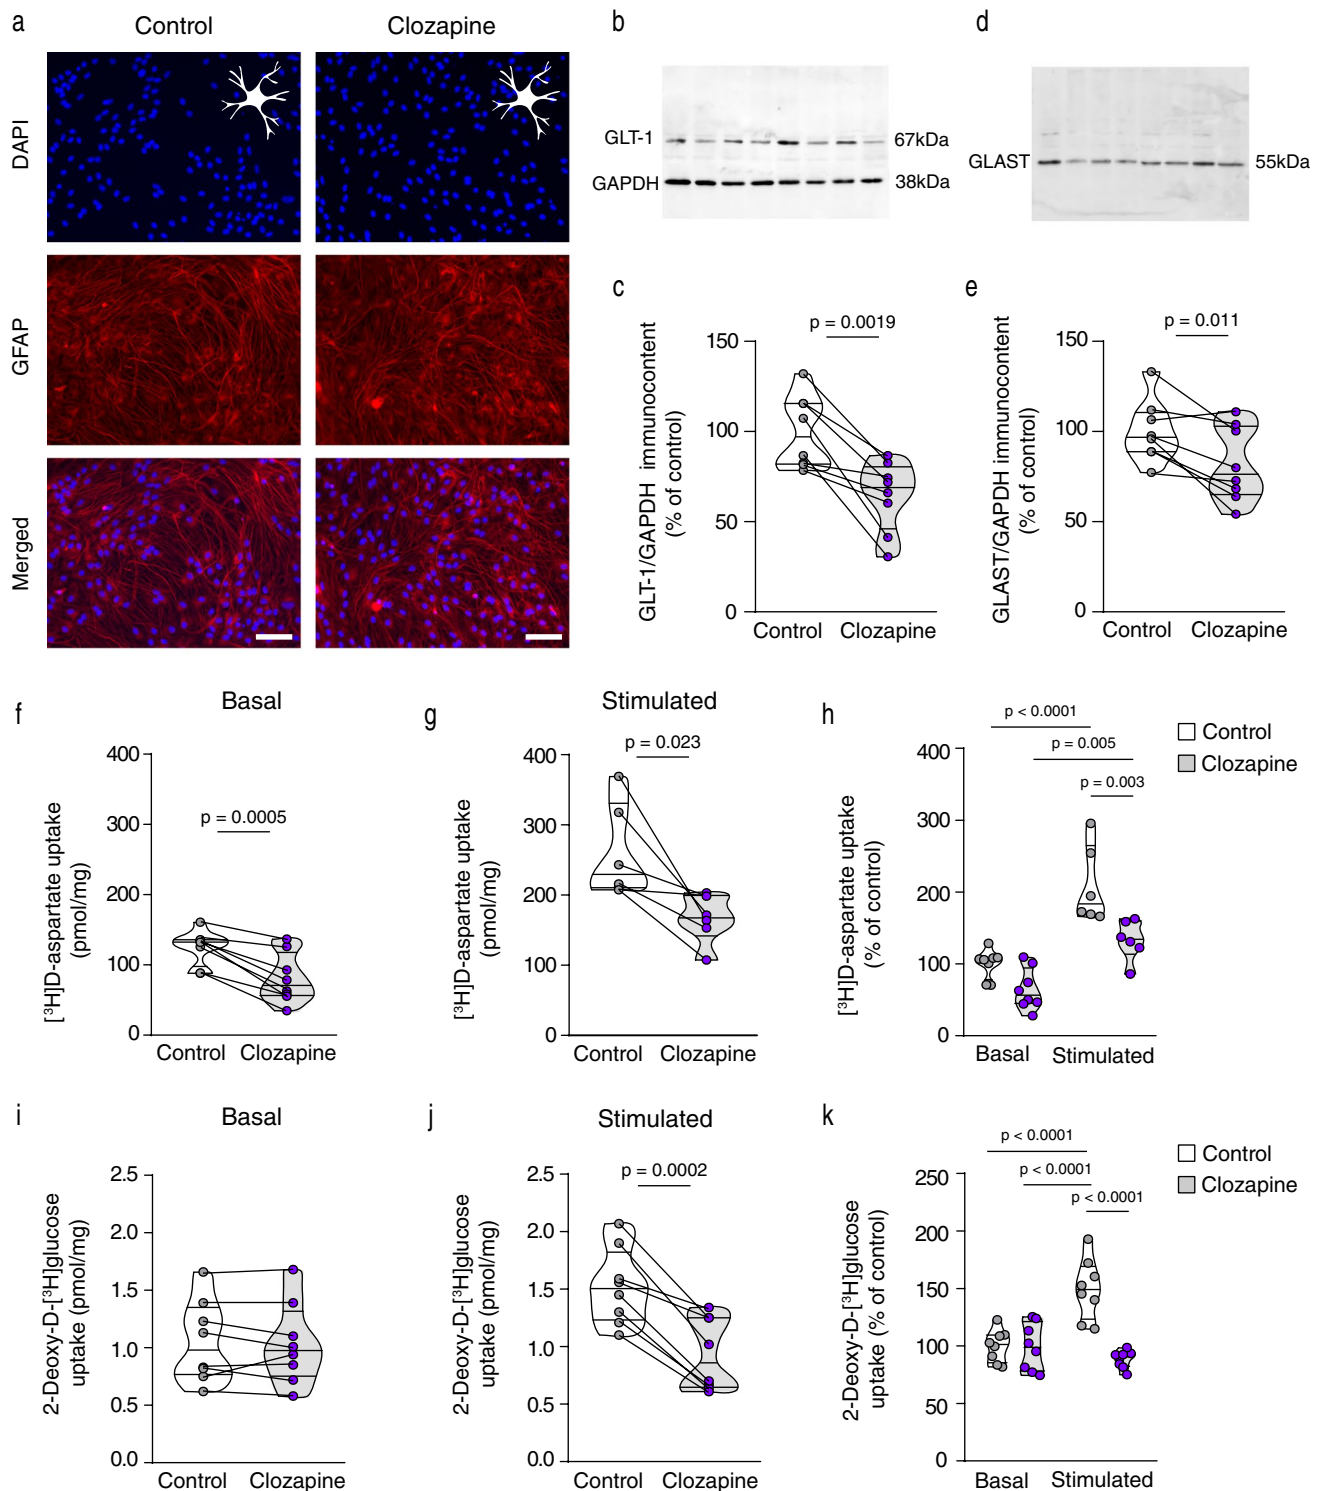 a
Control
Clozapine
DAPI
GFAP
Merged
b
GLT-1
67kDa
GAPDH
38kDa
d
GLAST
55kDa
c
GLT-1/GAPDH immunocontent
(% of control)
p = 0.0019
150
100
50
0
Control
Clozapine
e
GLAST/GAPDH immunocontent
(% of control)
p = 0.011
150
100
50
0
Control
Clozapine
f
Basal
[³H]D-aspartate uptake
(pmol/mg)
p = 0.0005
400
300
200
100
0
Control
Clozapine
g
Stimulated
[³H]D-aspartate uptake
(pmol/mg)
p = 0.023
400
300
200
100
0
Control
Clozapine
h
[³H]D-aspartate uptake
(% of control)
p < 0.0001
p = 0.005
p = 0.003
400
300
200
100
0
Basal
Stimulated
Control
Clozapine
i
Basal
2-Deoxy-D-[³H]glucose
uptake (pmol/mg)
2.5
2.0
1.5
1.0
0.5
0.0
Control
Clozapine
j
Stimulated
2-Deoxy-D-[³H]glucose
uptake (pmol/mg)
p = 0.0002
2.5
2.0
1.5
1.0
0.5
0.0
Control
Clozapine
k
2-Deoxy-D-[³H]glucose
uptake (% of control)
p < 0.0001
p < 0.0001
p < 0.0001
250
200
150
100
50
0
Basal
Stimulated
Control
Clozapine